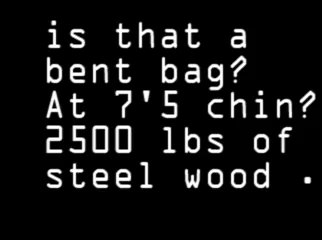 is that a
bent bag?
At 7'5 chin?
2500 lbs of
steel wood .